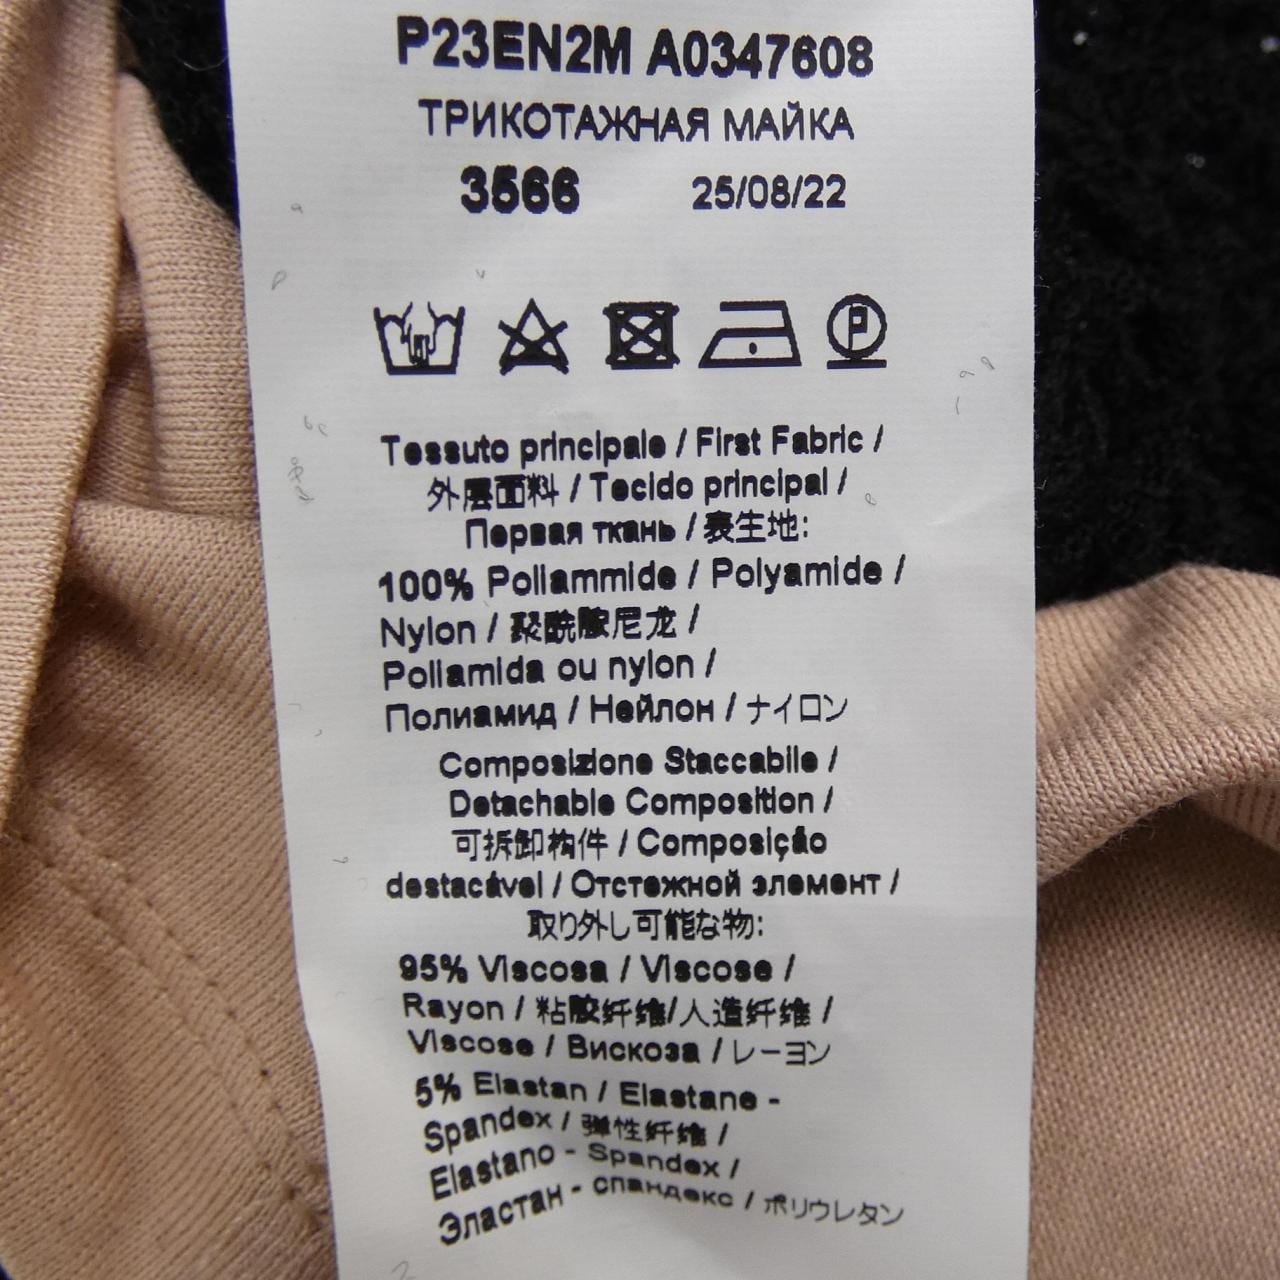 P23EN2M A0347608
ТРИКОТАЖНАЯ МАЙКА
3566 25/08/22
P
Tessuto principale / First Fabric /
外层面料 / Tecido principal /
Первая ткань / 表生地:
100% Poliammide / Polyamide /
Nylon / 聚酰胺尼龙 /
Poliamida ou nylon /
Полиамид / Нейлон / ナイロン
Composizione Staccabile /
Detachable Composition /
可拆卸构件 / Composição
destacável / Отстежной элемент /
取り外し可能な物:
95% Viscosa / Viscose /
Rayon / 粘胶纤维/人造纤维 /
Viscose / Вискоза / レーヨン
5% Elastan / Elastane -
Spandex / 弹性纤维 /
Elastano - Spandex /
Эластан - спандекс / ポリウレタン